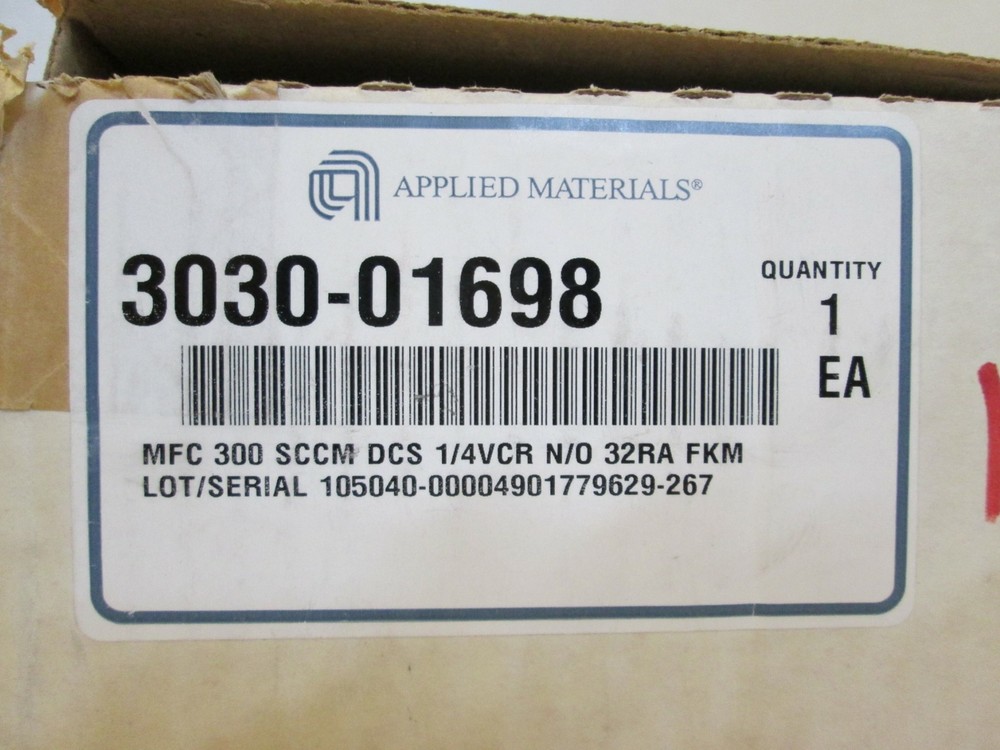 APPLIED MATERIALS®
3030-01698
QUANTITY
1
EA
MFC 300 SCCM DCS 1/4VCR N/O 32RA FKM
LOT/SERIAL 105040-00004901779629-267